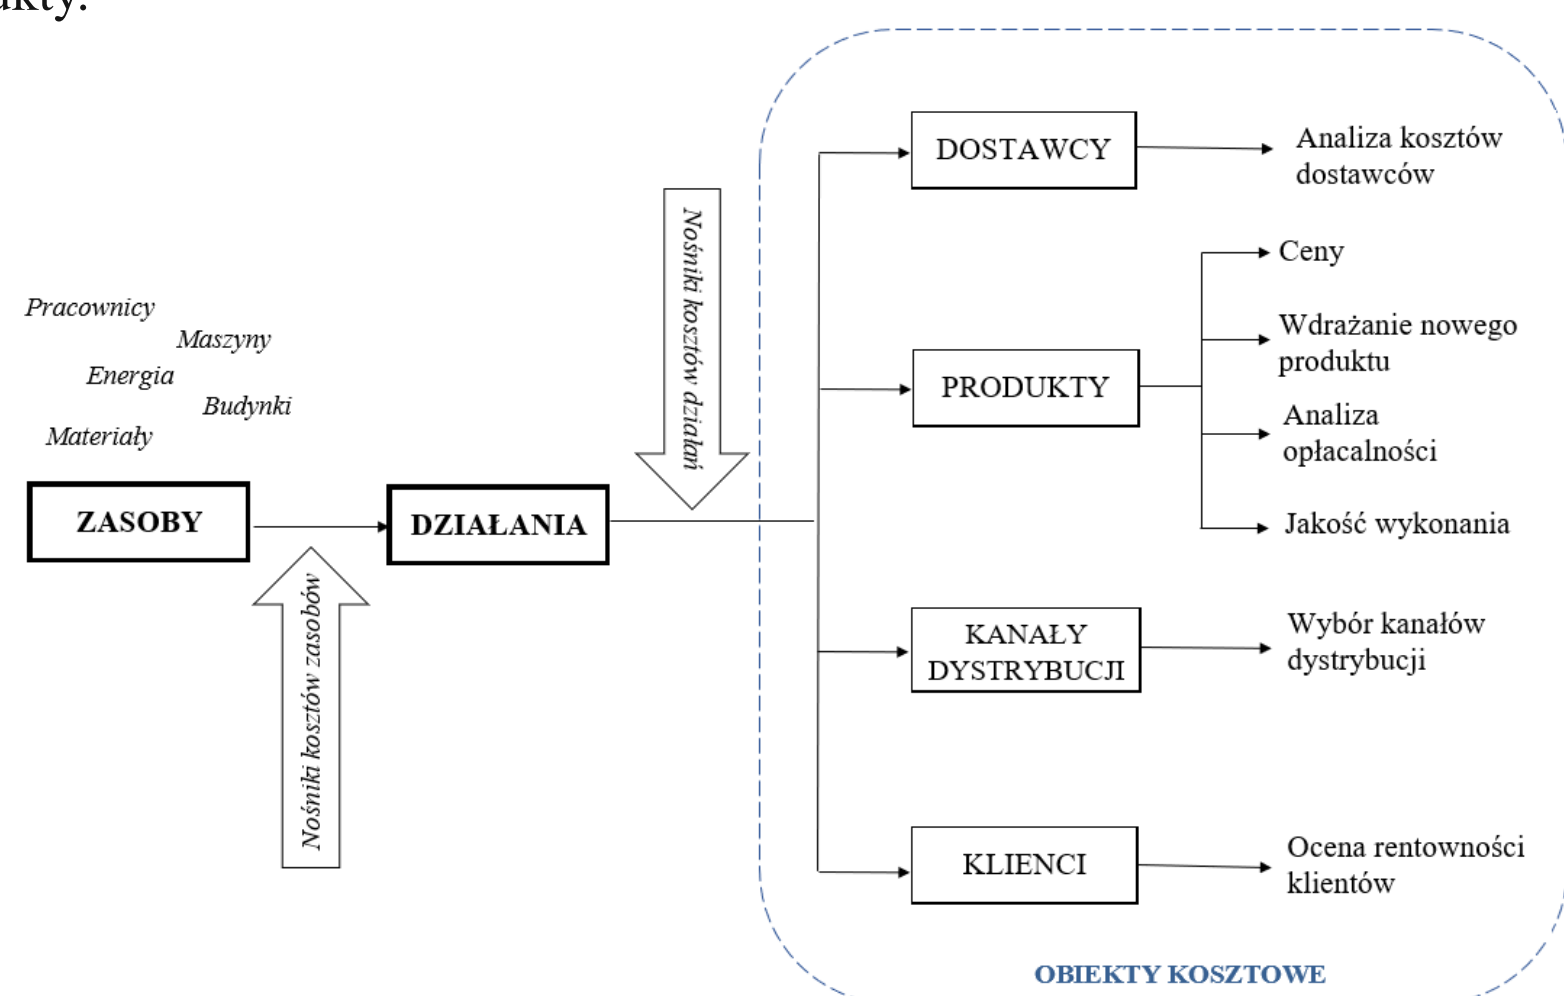 DOSTAWCY
Analiza kosztów
dostawców
Nośniki kosztów działań
Ceny
Pracownicy
Maszyny
Energia
Budynki
Materiały
Wdrażanie nowego
produktu
PRODUKTY
Analiza
opłacalności
ZASOBY
DZIAŁANIA
Jakość wykonania
Nośniki kosztów zasobów
KANAŁY
DYSTRYBUCJI
Wybór kanałów
dystrybucji
KLIENCI
Ocena rentowności
klientów
OBIEKTY KOSZTOWE